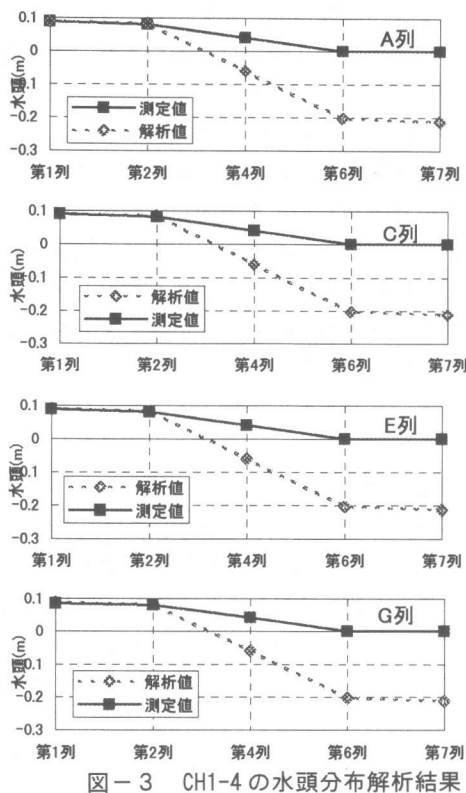 0.1
0
-0.1
-0.2
-0.3
水頭(m)
A列
測定値
解析値
第1列 第2列 第4列 第6列 第7列
0.1
0
-0.1
-0.2
-0.3
水頭(m)
C列
解析値
測定値
第1列 第2列 第4列 第6列 第7列
0.1
0
-0.1
-0.2
-0.3
水頭(m)
E列
解析値
測定値
第1列 第2列 第4列 第6列 第7列
0.1
0
-0.1
-0.2
-0.3
水頭(m)
G列
解析値
測定値
第1列 第2列 第4列 第6列 第7列
図-3 CH1-4の水頭分布解析結果